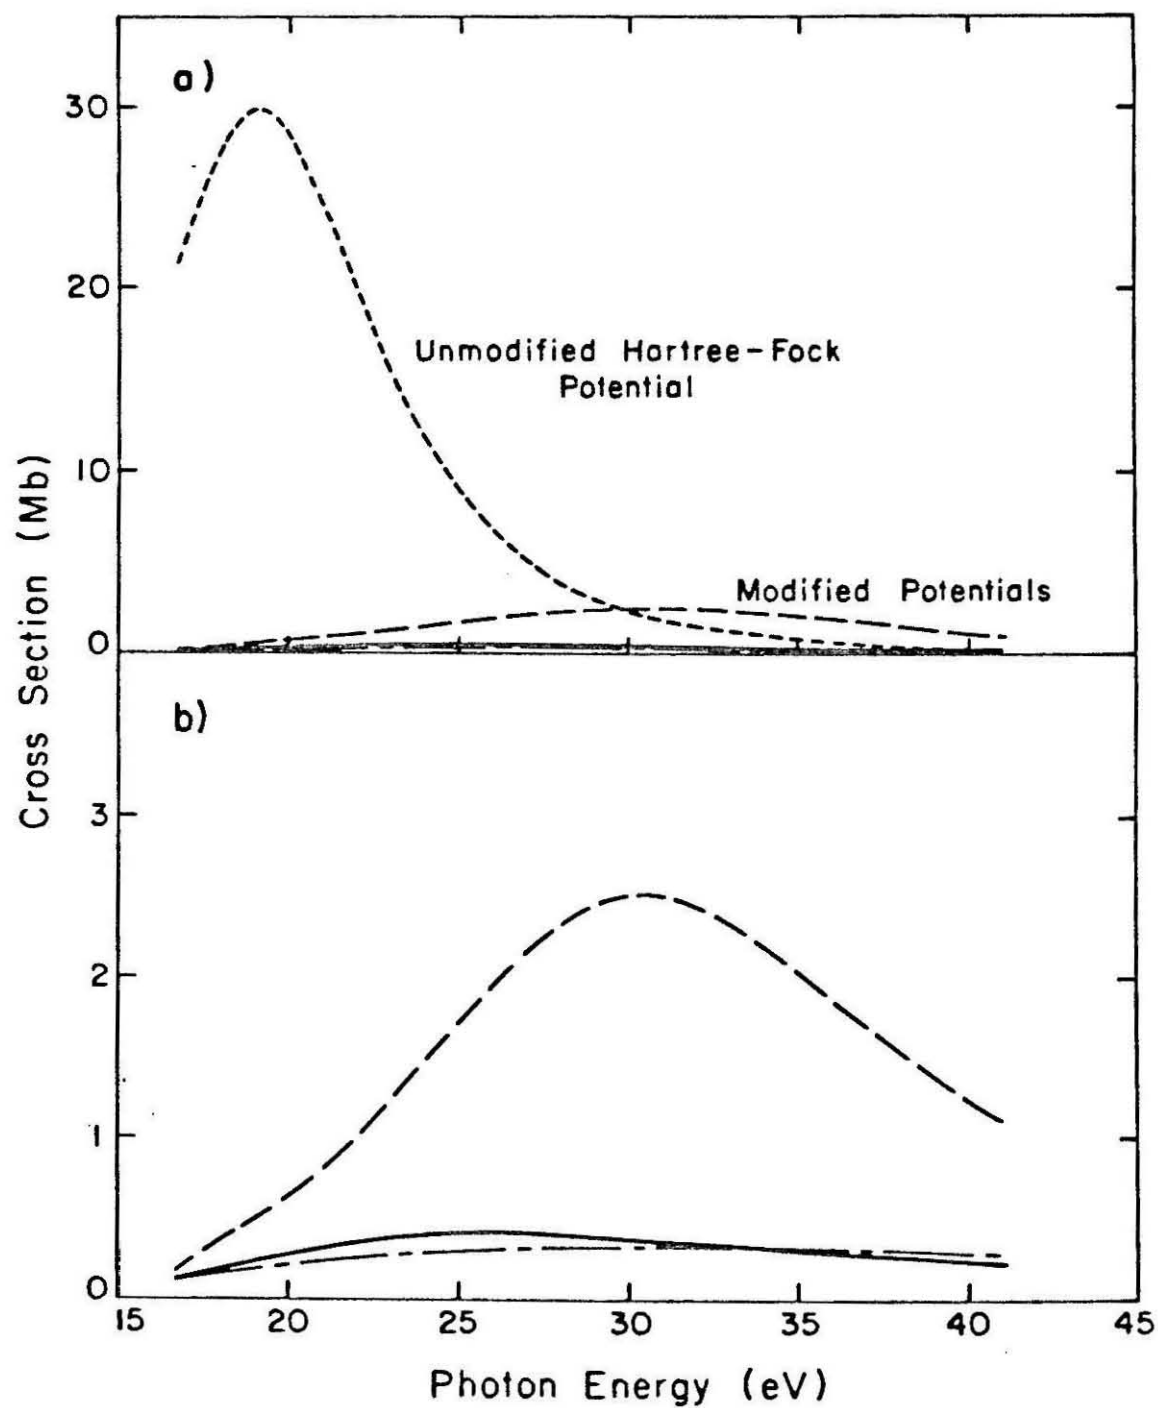 a)
30
20
10
0
Unmodified Hartree-Fock
Potential
Modified Potentials
Cross Section (Mb)
b)
3
2
1
0
15 20 25 30 35 40 45
Photon Energy (eV)